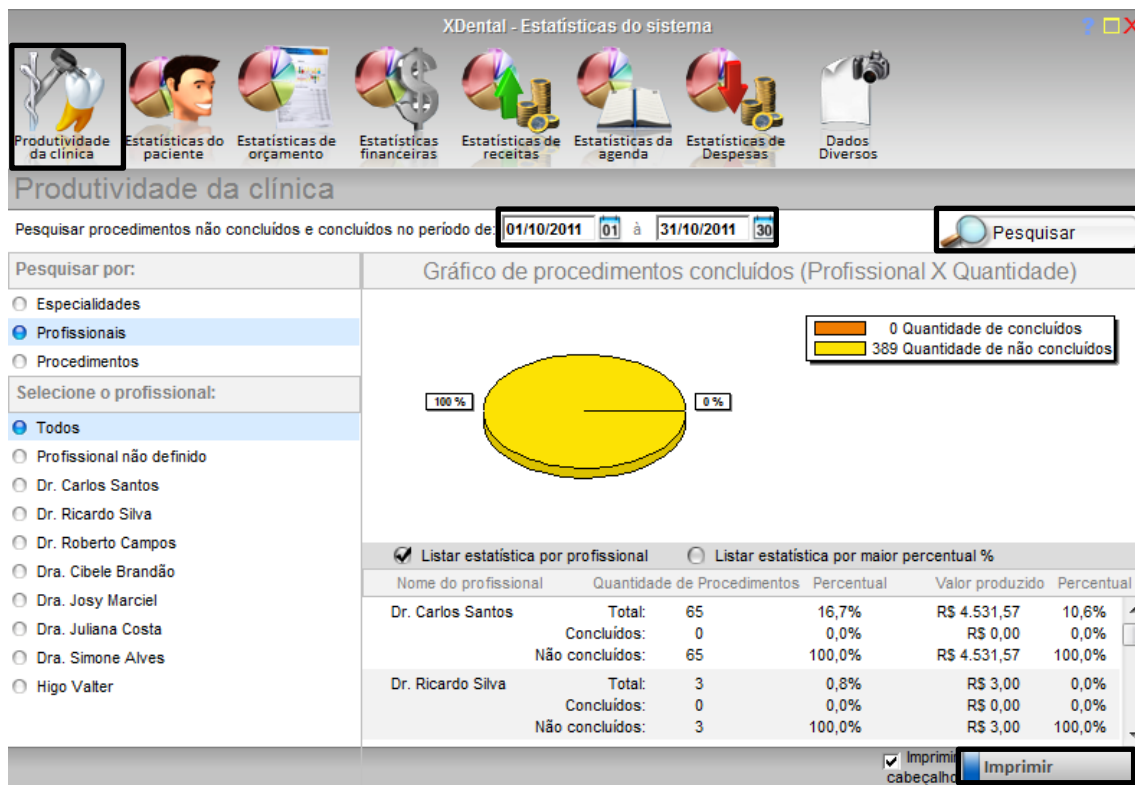 XDental - Estatísticas do sistema
?
Produtividade da clínica
Estatísticas do paciente
Estatísticas de orçamento
Estatísticas financeiras
Estatísticas de receitas
Estatísticas da agenda
Estatísticas de Despesas
Dados Diversos
Produtividade da clínica
Pesquisar procedimentos não concluídos e concluídos no período de: 01/10/2011 01 à 31/10/2011 30
Pesquisar
Pesquisar por:
Especialidades
Profissionais
Procedimentos
Selecione o profissional:
Todos
Profissional não definido
Dr. Carlos Santos
Dr. Ricardo Silva
Dr. Roberto Campos
Dra. Cibele Brandão
Dra. Josy Marciel
Dra. Juliana Costa
Dra. Simone Alves
Higo Valter
Gráfico de procedimentos concluídos (Profissional X Quantidade)
0 Quantidade de concluídos
389 Quantidade de não concluídos
100 % 0 %
Listar estatística por profissional Listar estatística por maior percentual %
Nome do profissional Quantidade de Procedimentos Percentual Valor produzido Percentual
Dr. Carlos Santos Total: 65 16,7% R$ 4.531,57 10,6%
Concluídos: 0 0,0% R$ 0,00 0,0%
Não concluídos: 65 100,0% R$ 4.531,57 100,0%
Dr. Ricardo Silva Total: 3 0,8% R$ 3,00 0,0%
Concluídos: 0 0,0% R$ 0,00 0,0%
Não concluídos: 3 100,0% R$ 3,00 100,0%
Imprimir
cabeçalho
Imprimir